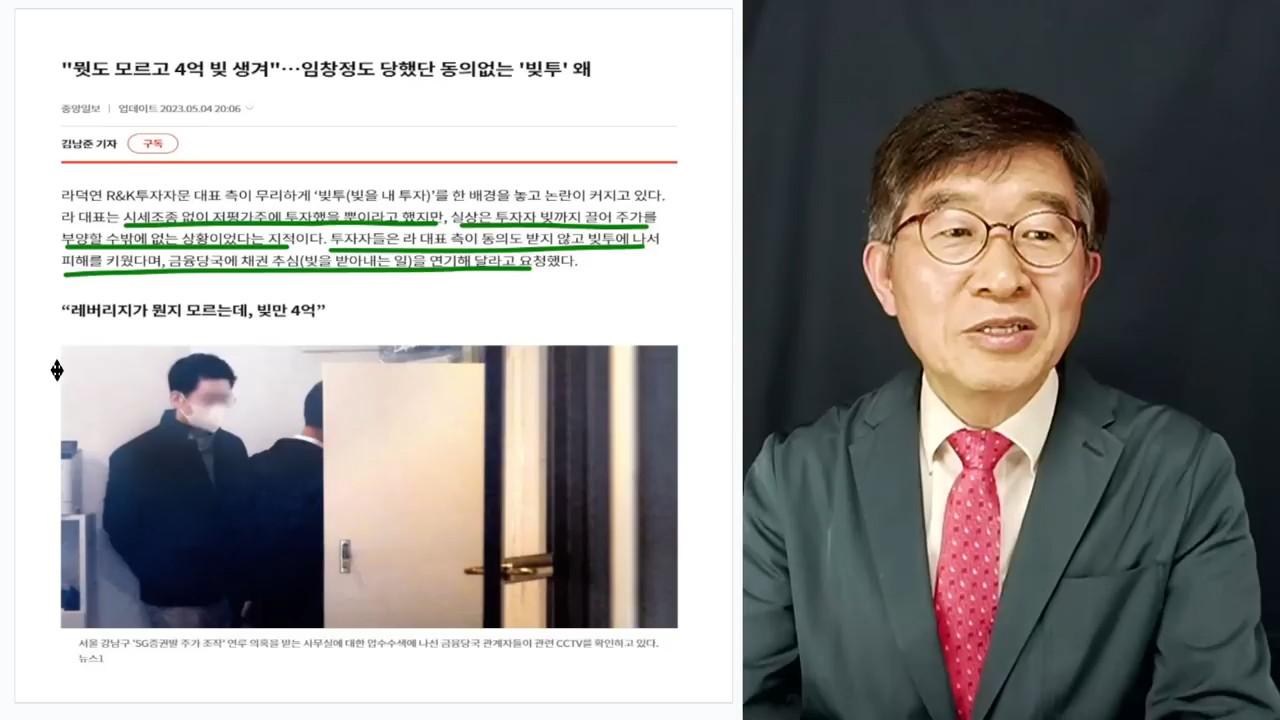 "뭣도 모르고 4억 빚 생겨"…임창정도 당했단 동의없는 '빚투' 왜
중앙일보 | 업데이트 2023.05.04 20:06
김남준 기자 구독
라덕연 R&K투자자문 대표 측이 무리하게 ‘빚투(빚을 내 투자)’를 한 배경을 놓고 논란이 커지고 있다.
라 대표는 시세조종 없이 저평가주에 투자했을 뿐이라고 했지만, 실상은 투자자 빚까지 끌어 주가를
부양할 수밖에 없는 상황이었다는 지적이다. 투자자들은 라 대표 측이 동의도 받지 않고 빚투에 나서
피해를 키웠다며, 금융당국에 채권 추심(빚을 받아내는 일)을 연기해 달라고 요청했다.
“레버리지가 뭔지 모르는데, 빚만 4억”
서울 강남구 'SG증권발 주가 조작' 연루 의혹을 받는 사무실에 대한 압수수색에 나선 금융당국 관계자들이 관련 CCTV를 확인하고 있다.
뉴스1